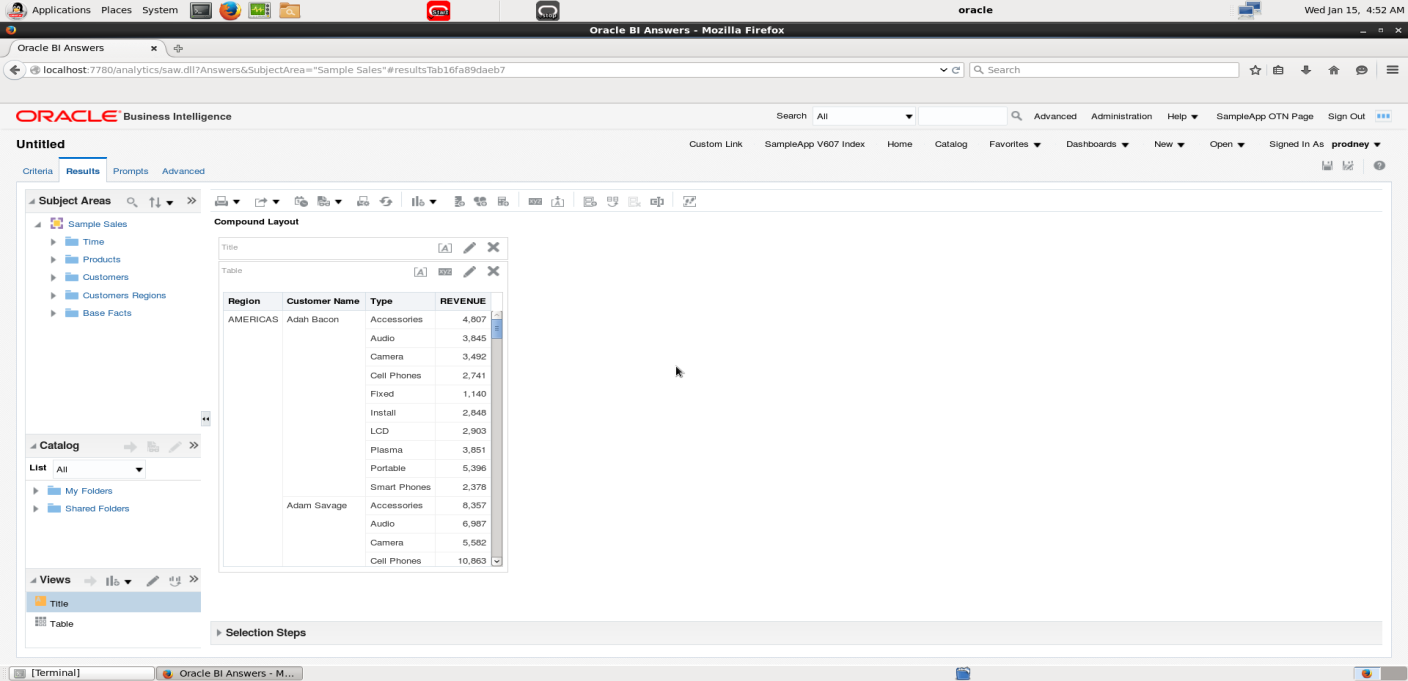 Applications Places System oracle Wed Jan 15, 4:52 AM
Oracle BI Answers - Mozilla Firefox
Oracle BI Answers
localhost:7780/analytics/saw.dll?Answers&SubjectArea="Sample Sales"#resultsTab16fa89daeb7 Search
ORACLE Business Intelligence Search All Advanced Administration Help SampleApp OTN Page Sign Out
Untitled Custom Link SampleApp V607 Index Home Catalog Favorites Dashboards New Open Signed In As prodney
Criteria Results Prompts Advanced
Subject Areas
Compound Layout
Sample Sales
Time
Products
Customers
Customers Regions
Base Facts
Title
Table
Region Customer Name Type REVENUE
AMERICAS Adah Bacon Accessories 4,807
Audio 3,845
Camera 3,492
Cell Phones 2,741
Fixed 1,140
Install 2,848
LCD 2,903
Plasma 3,851
Portable 5,396
Smart Phones 2,378
Adam Savage Accessories 8,357
Audio 6,987
Camera 5,582
Cell Phones 10,863
Catalog
List All
My Folders
Shared Folders
Views
Title
Table
Selection Steps
[Terminal] Oracle BI Answers - M...